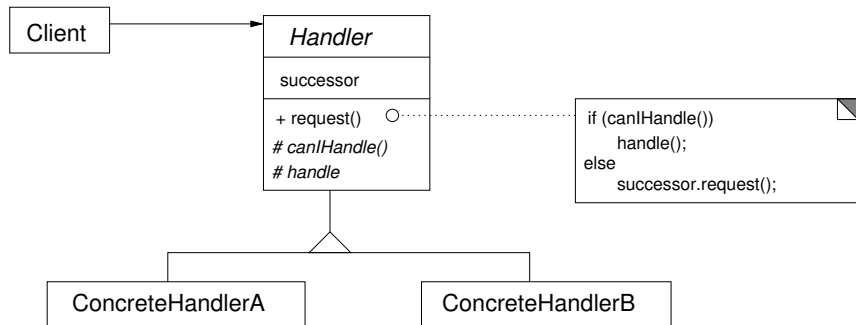 Client
Handler
successor
+ request()
# canIHandle()
# handle
if (canIHandle())
handle();
else
successor.request();
ConcreteHandlerA
ConcreteHandlerB